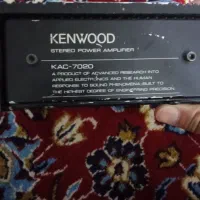 KENWOOD
STEREO POWER AMPLIFIER
KAC-7020
A PRODUCT OF ADVANCED RESEARCH INTO
APPLIED ELECTRONICS AND THE HUMAN
RESPONSE TO SOUND PHENOMENA BUILT TO
THE HIGHEST DEGREE OF ENGINEERING PRECISION.